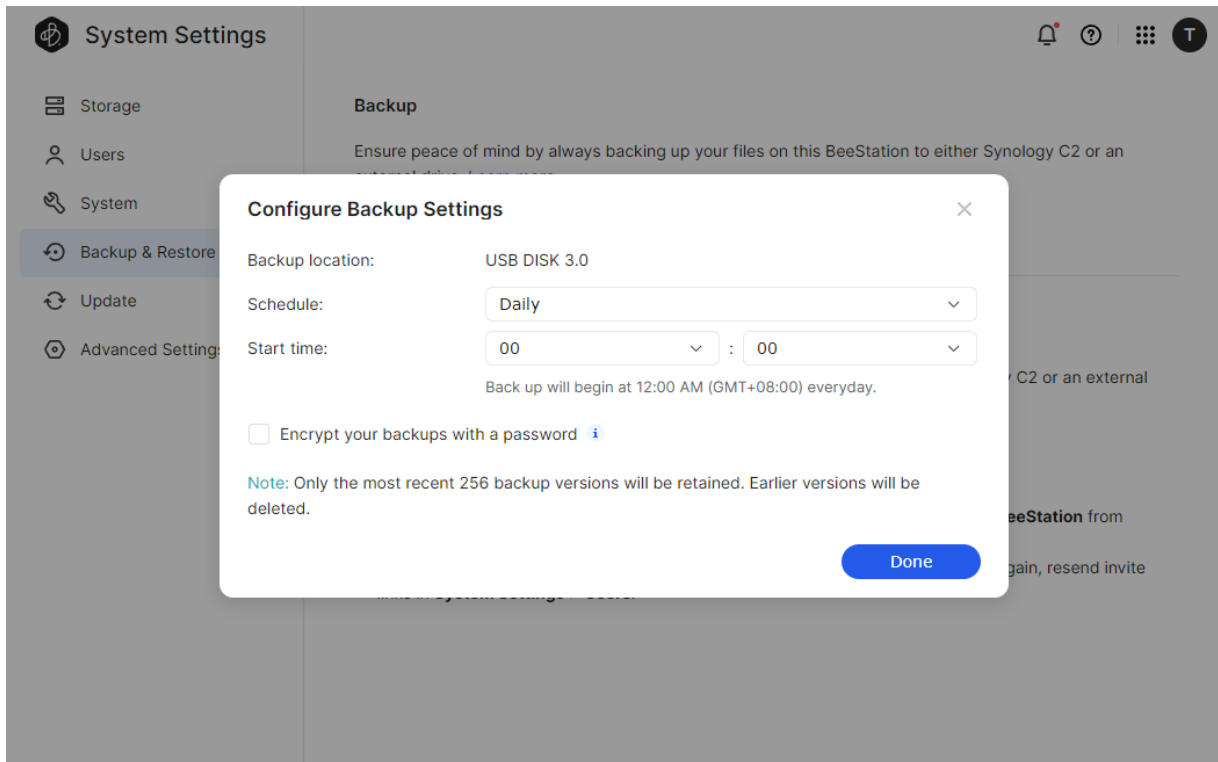 System Settings
T
Storage
Users
System
Backup & Restore
Update
Advanced Setting
Backup
Ensure peace of mind by always backing up your files on this BeeStation to either Synology C2 or an
Configure Backup Settings
Backup location: USB DISK 3.0
Schedule: Daily
Start time: 00 : 00
Back up will begin at 12:00 AM (GMT+08:00) everyday.
Encrypt your backups with a password
Note: Only the most recent 256 backup versions will be retained. Earlier versions will be
deleted.
Done
C2 or an external
eeStation from
gain, resend invite